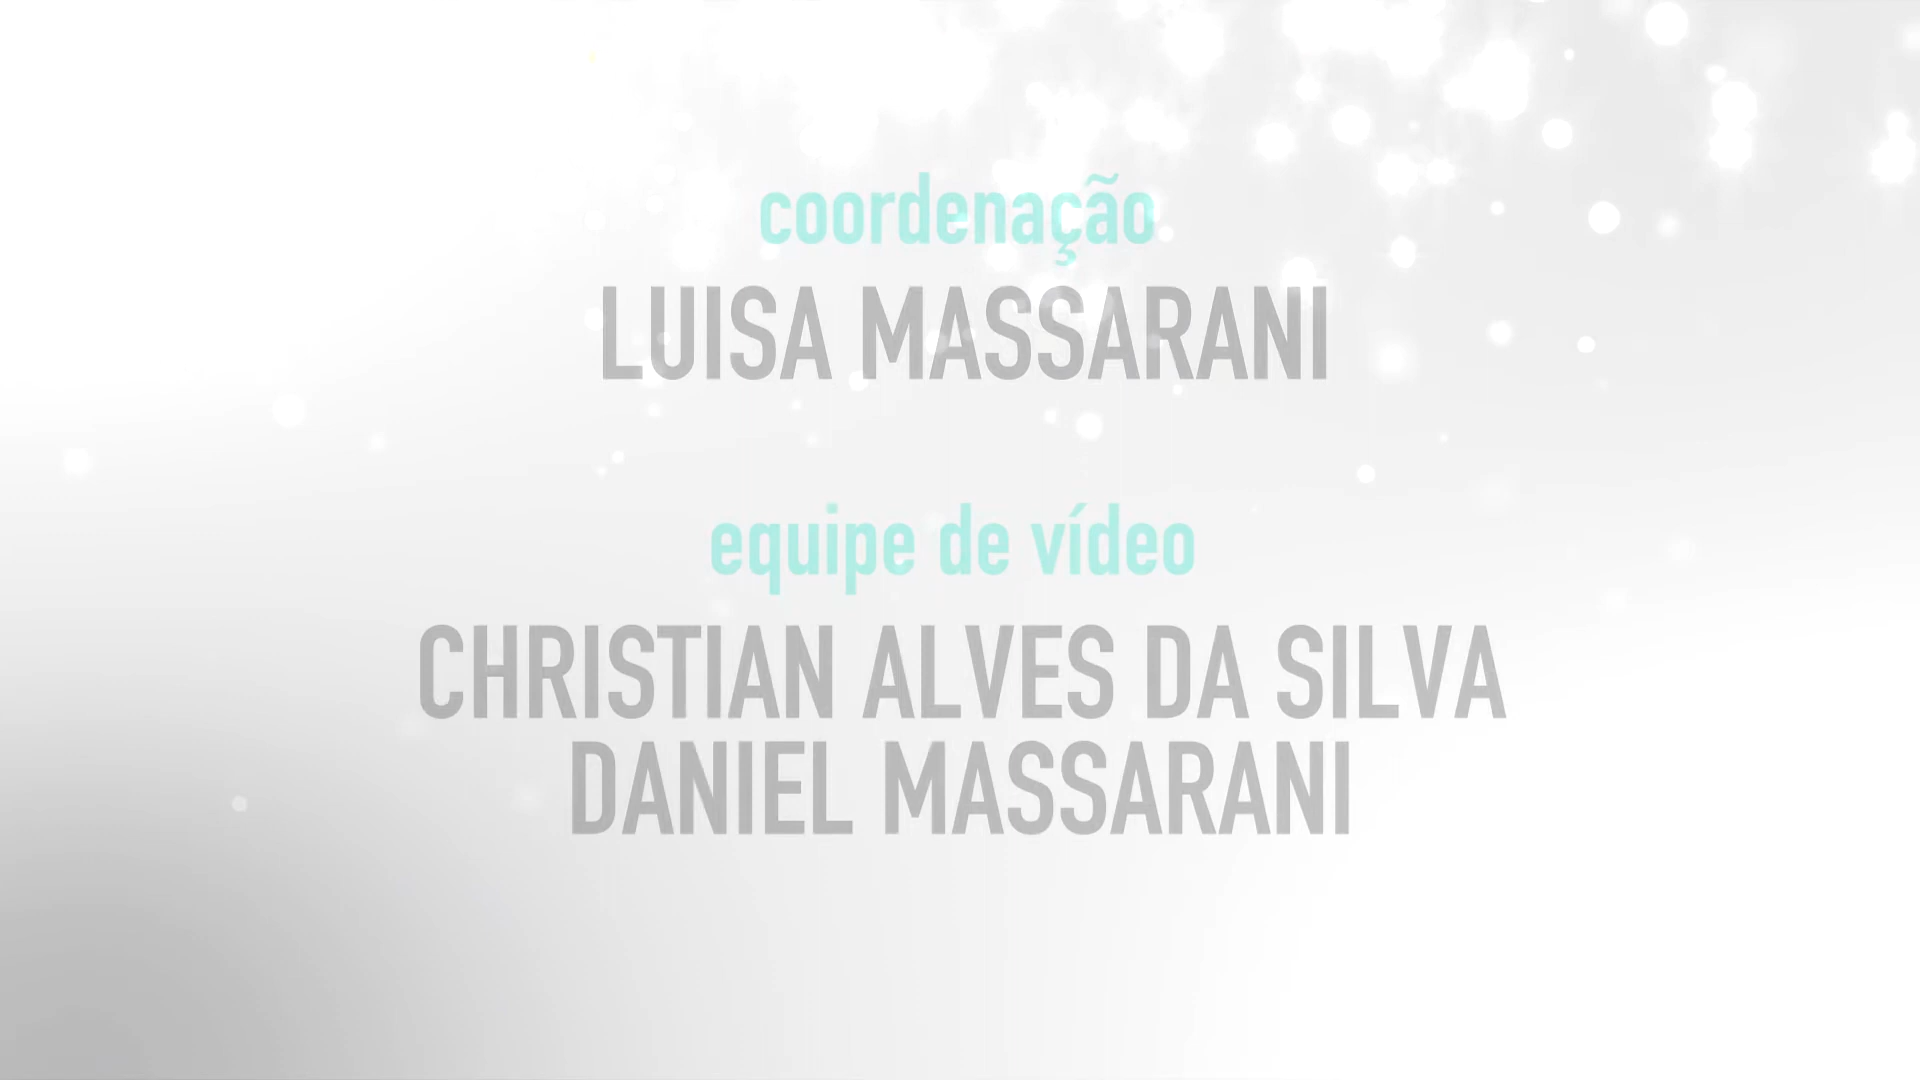 coordenação
LUISA MASSARANI
equipe de vídeo
CHRISTIAN ALVES DA SILVA
DANIEL MASSARANI